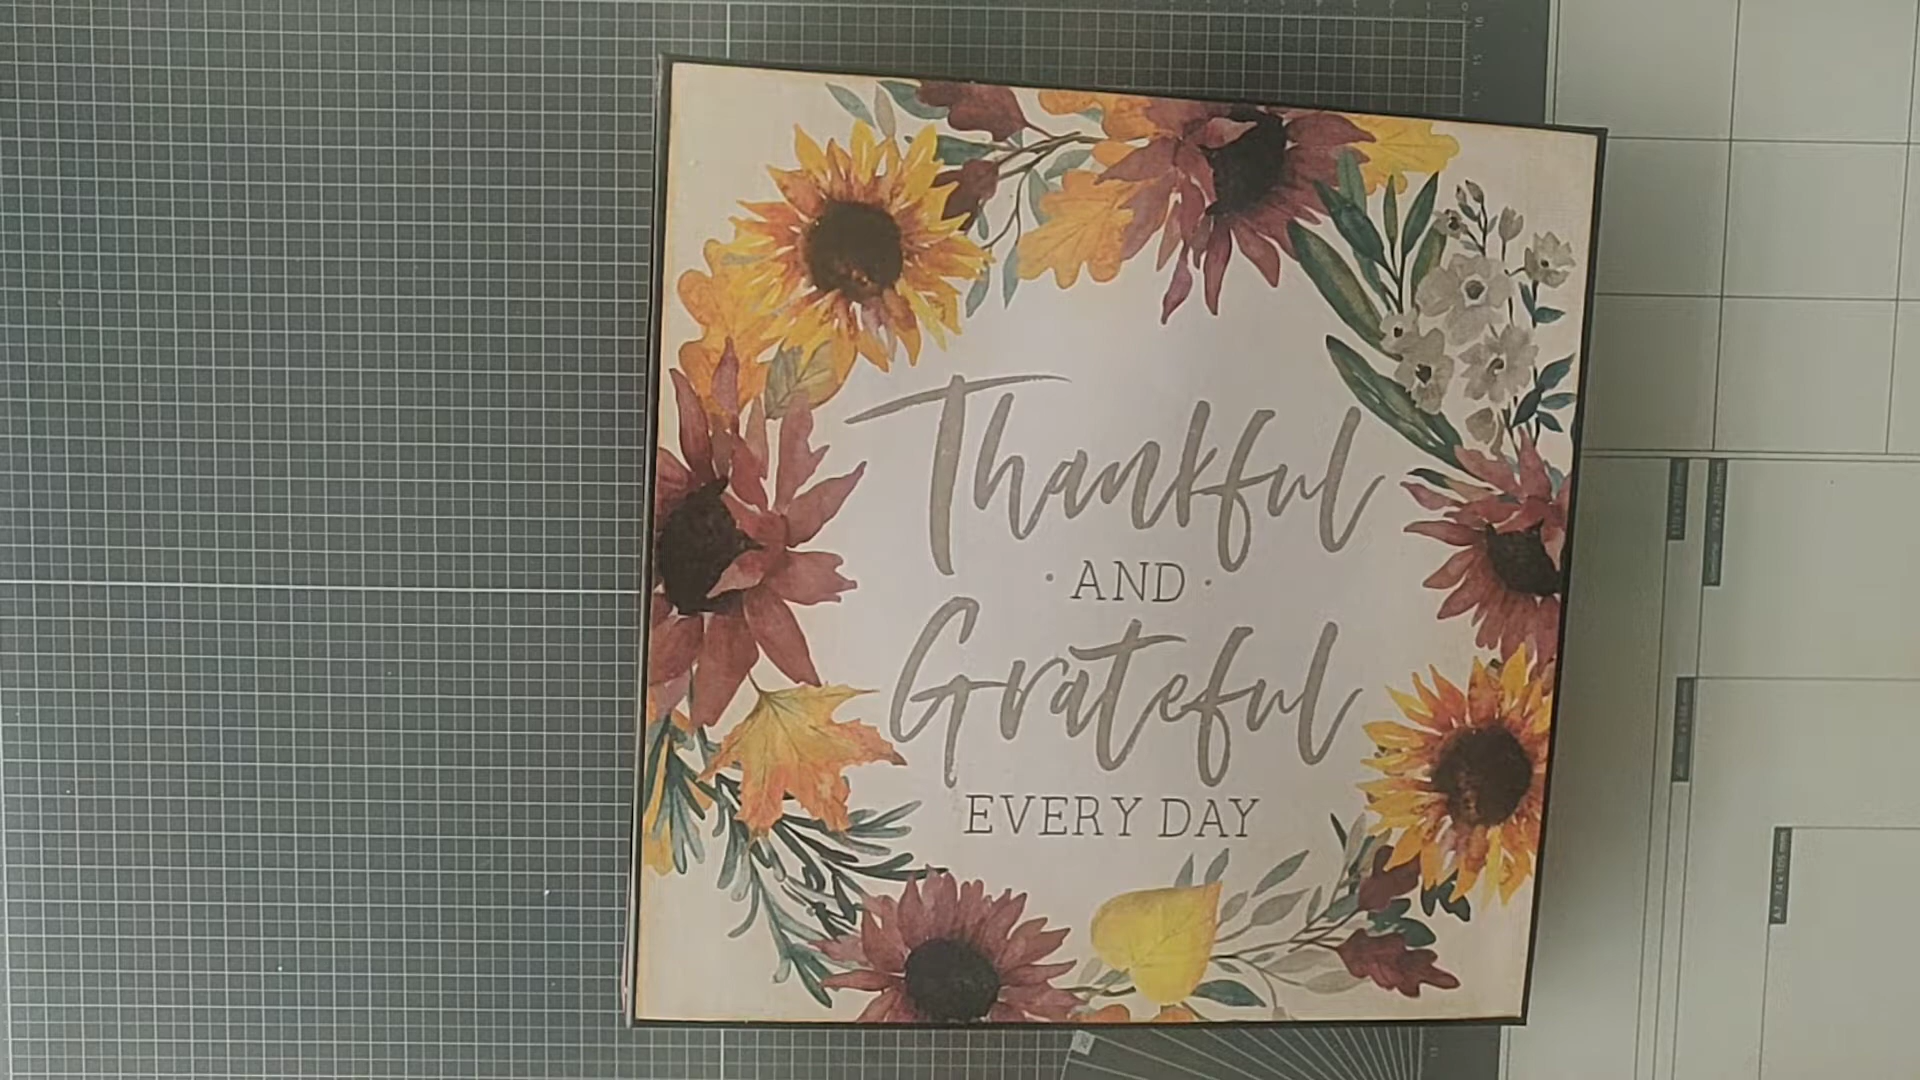 Thankful
· AND ·
Grateful
EVERY DAY